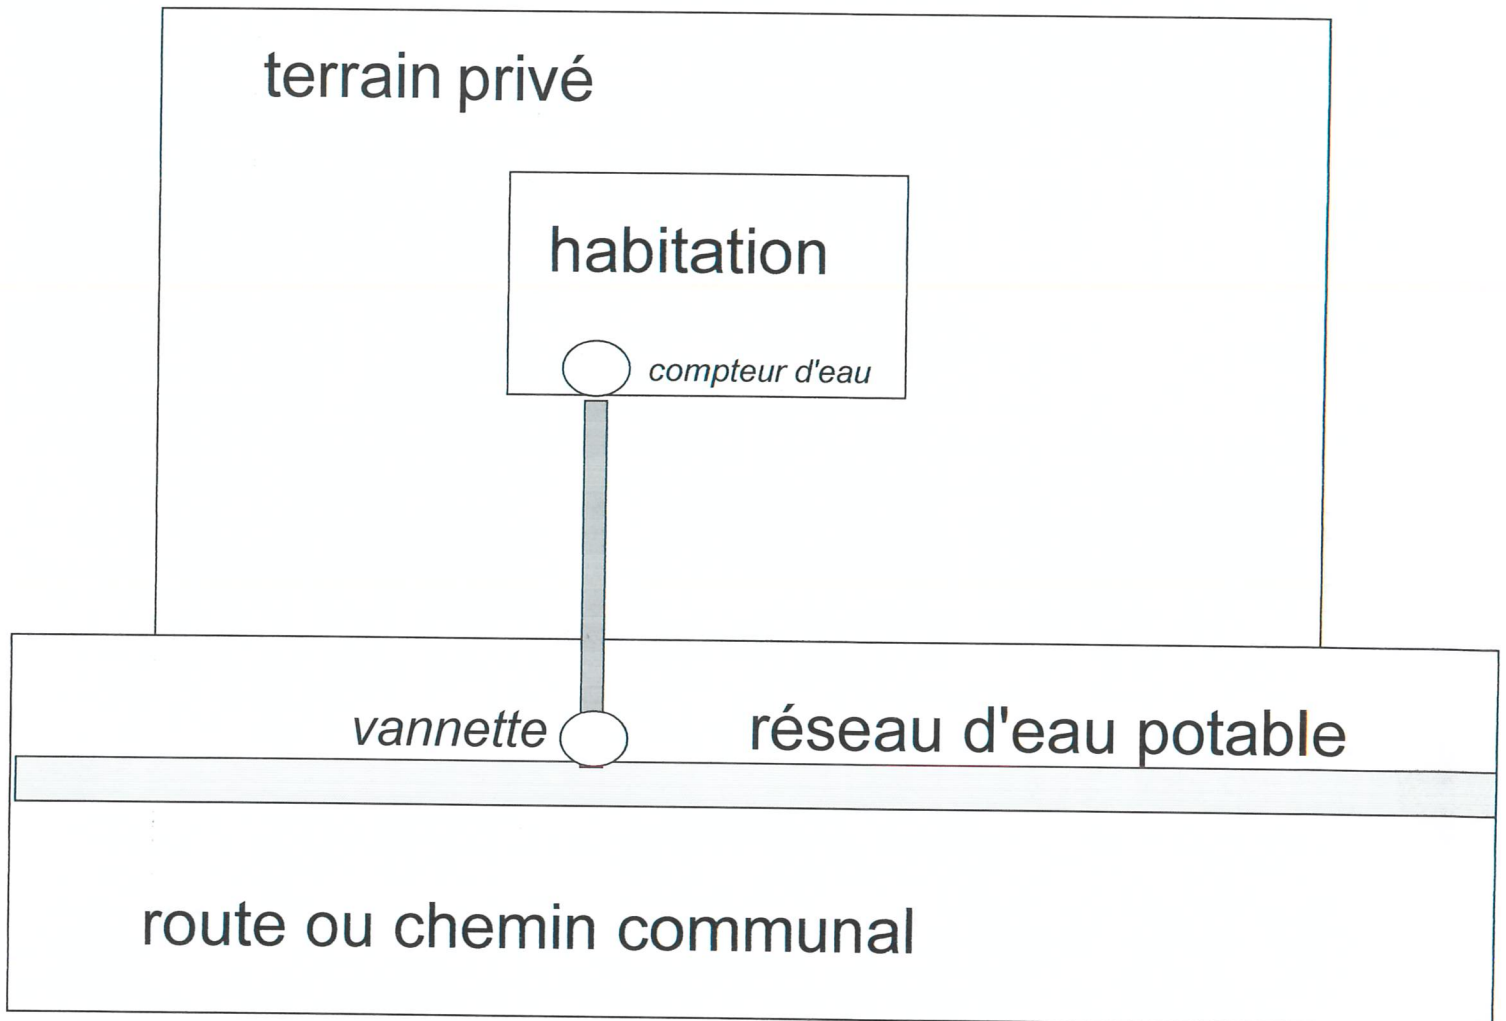 terrain privé
habitation
compteur d'eau
vannette
réseau d'eau potable
route ou chemin communal